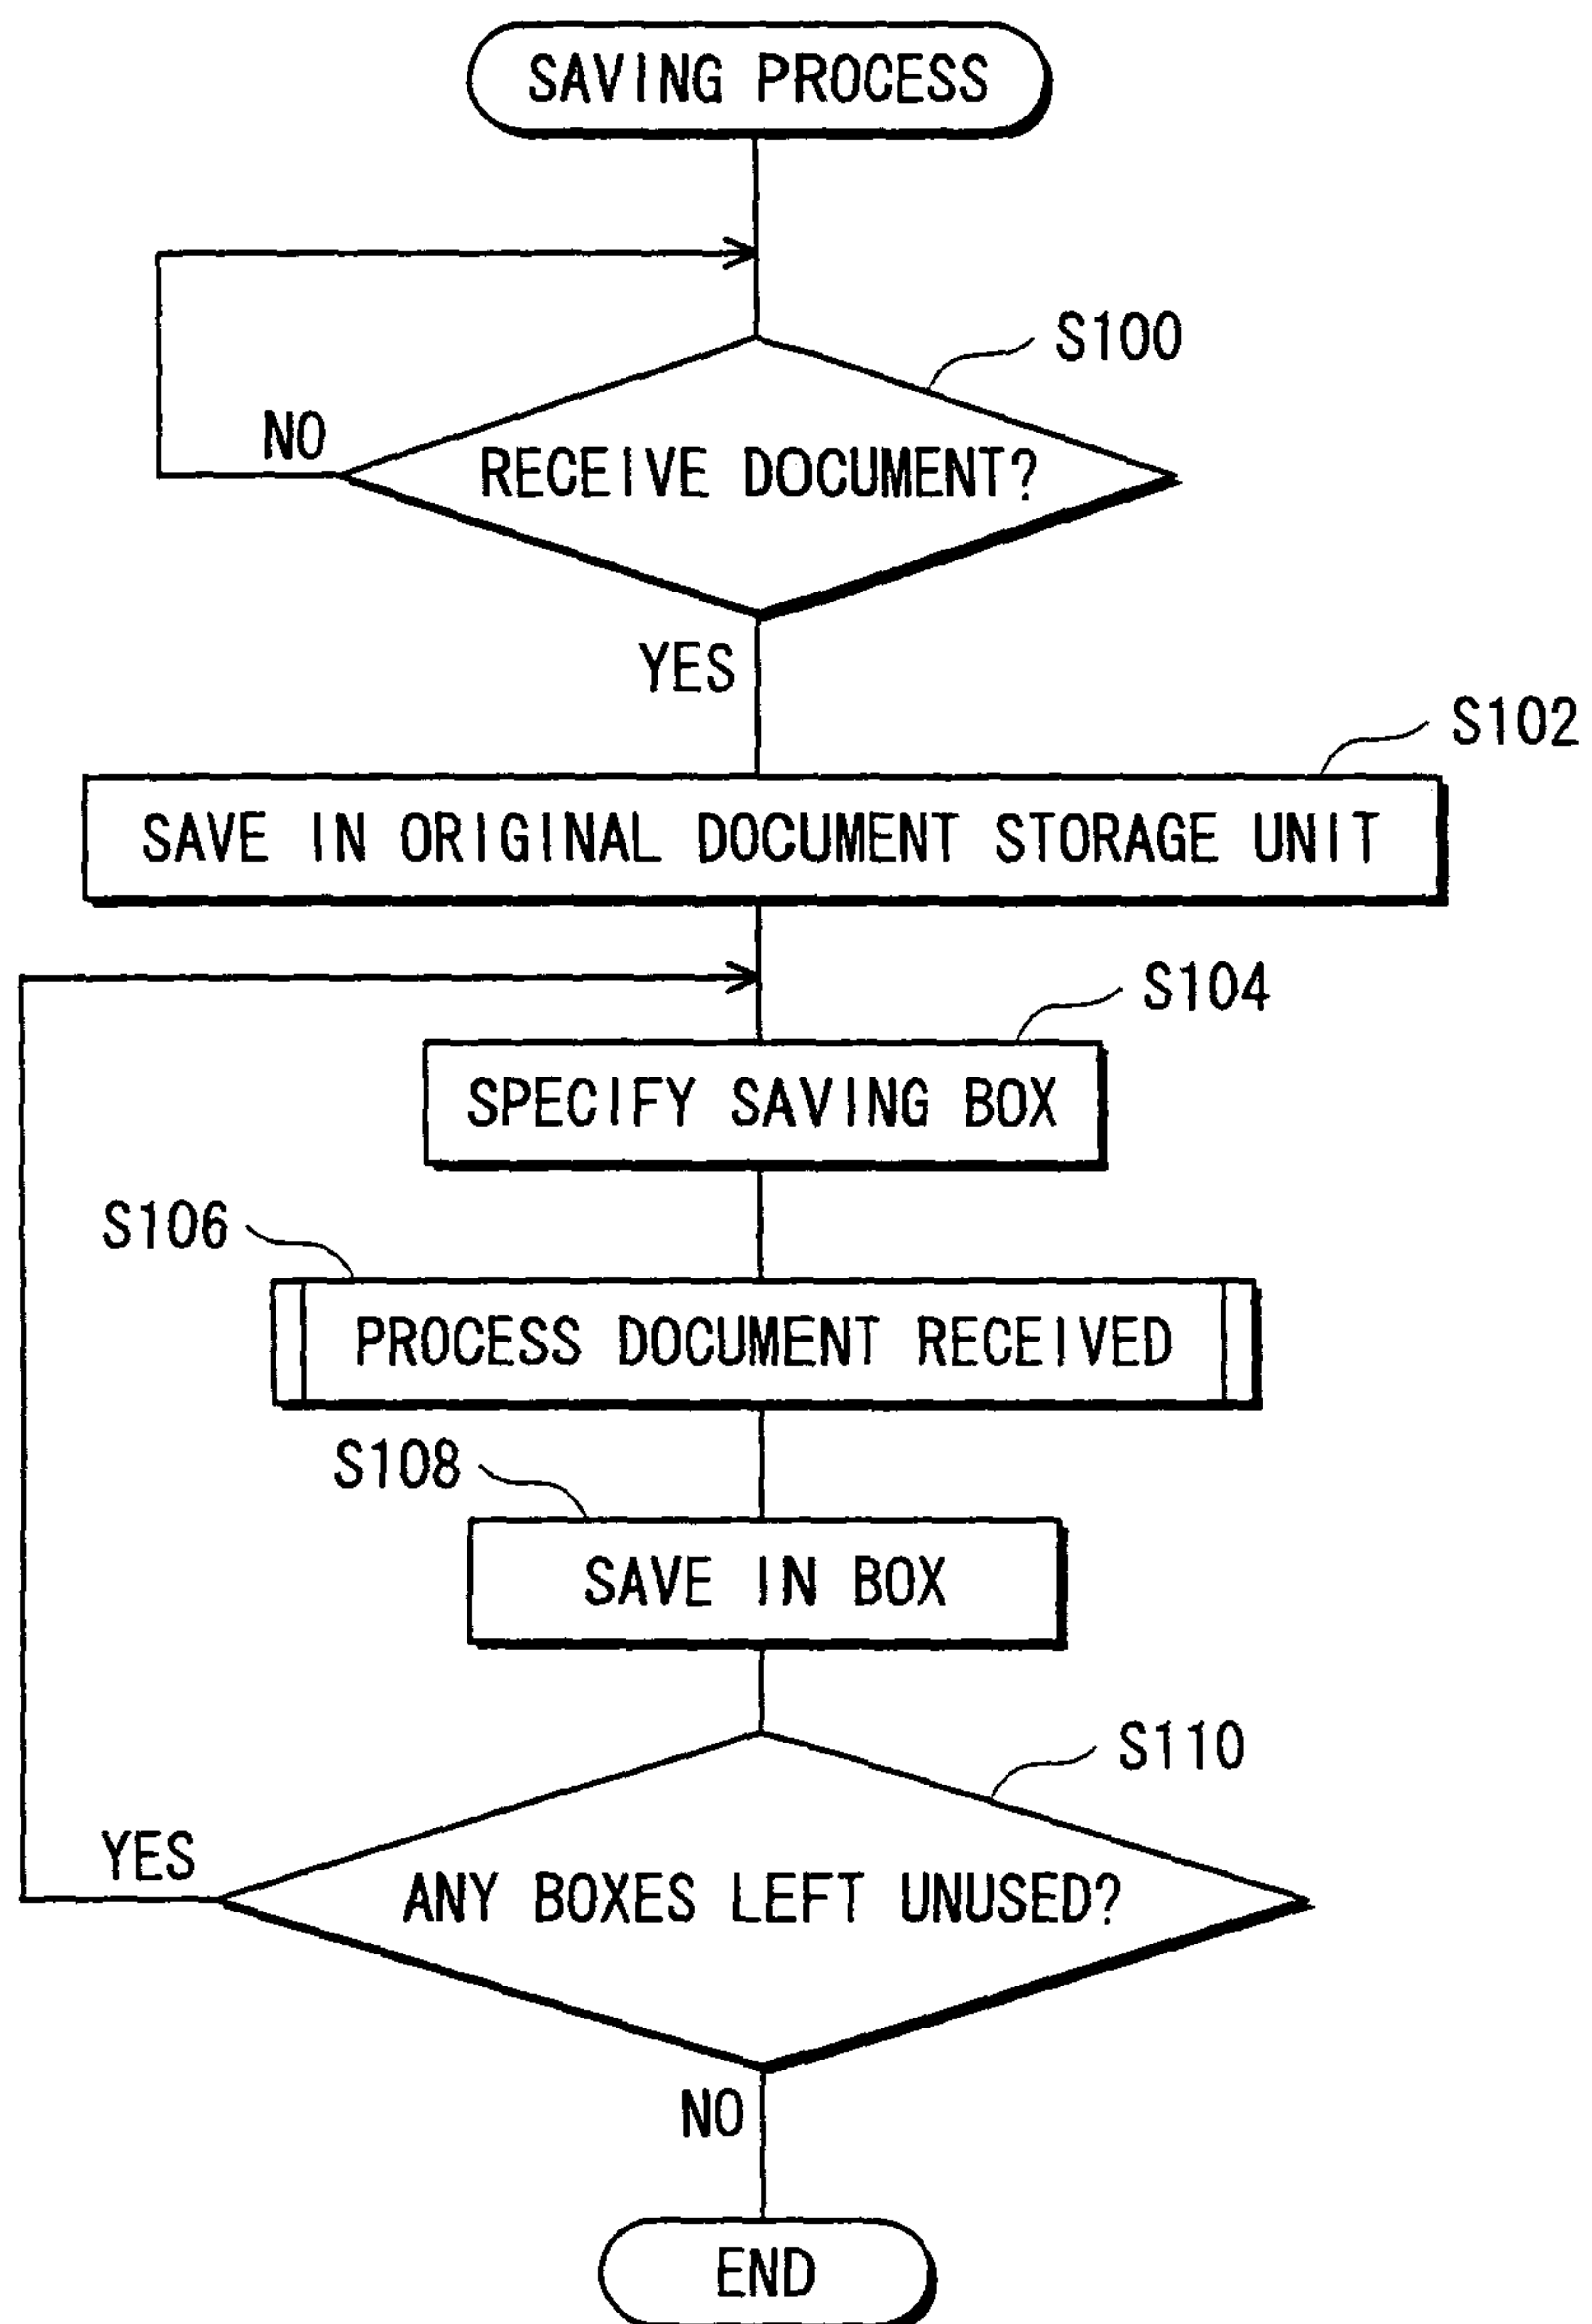 SAVING PROCESS
S100
NO
RECEIVE DOCUMENT?
YES
S102
SAVE IN ORIGINAL DOCUMENT STORAGE UNIT
S104
SPECIFY SAVING BOX
S106
PROCESS DOCUMENT RECEIVED
S108
SAVE IN BOX
S110
YES
ANY BOXES LEFT UNUSED?
NO
END